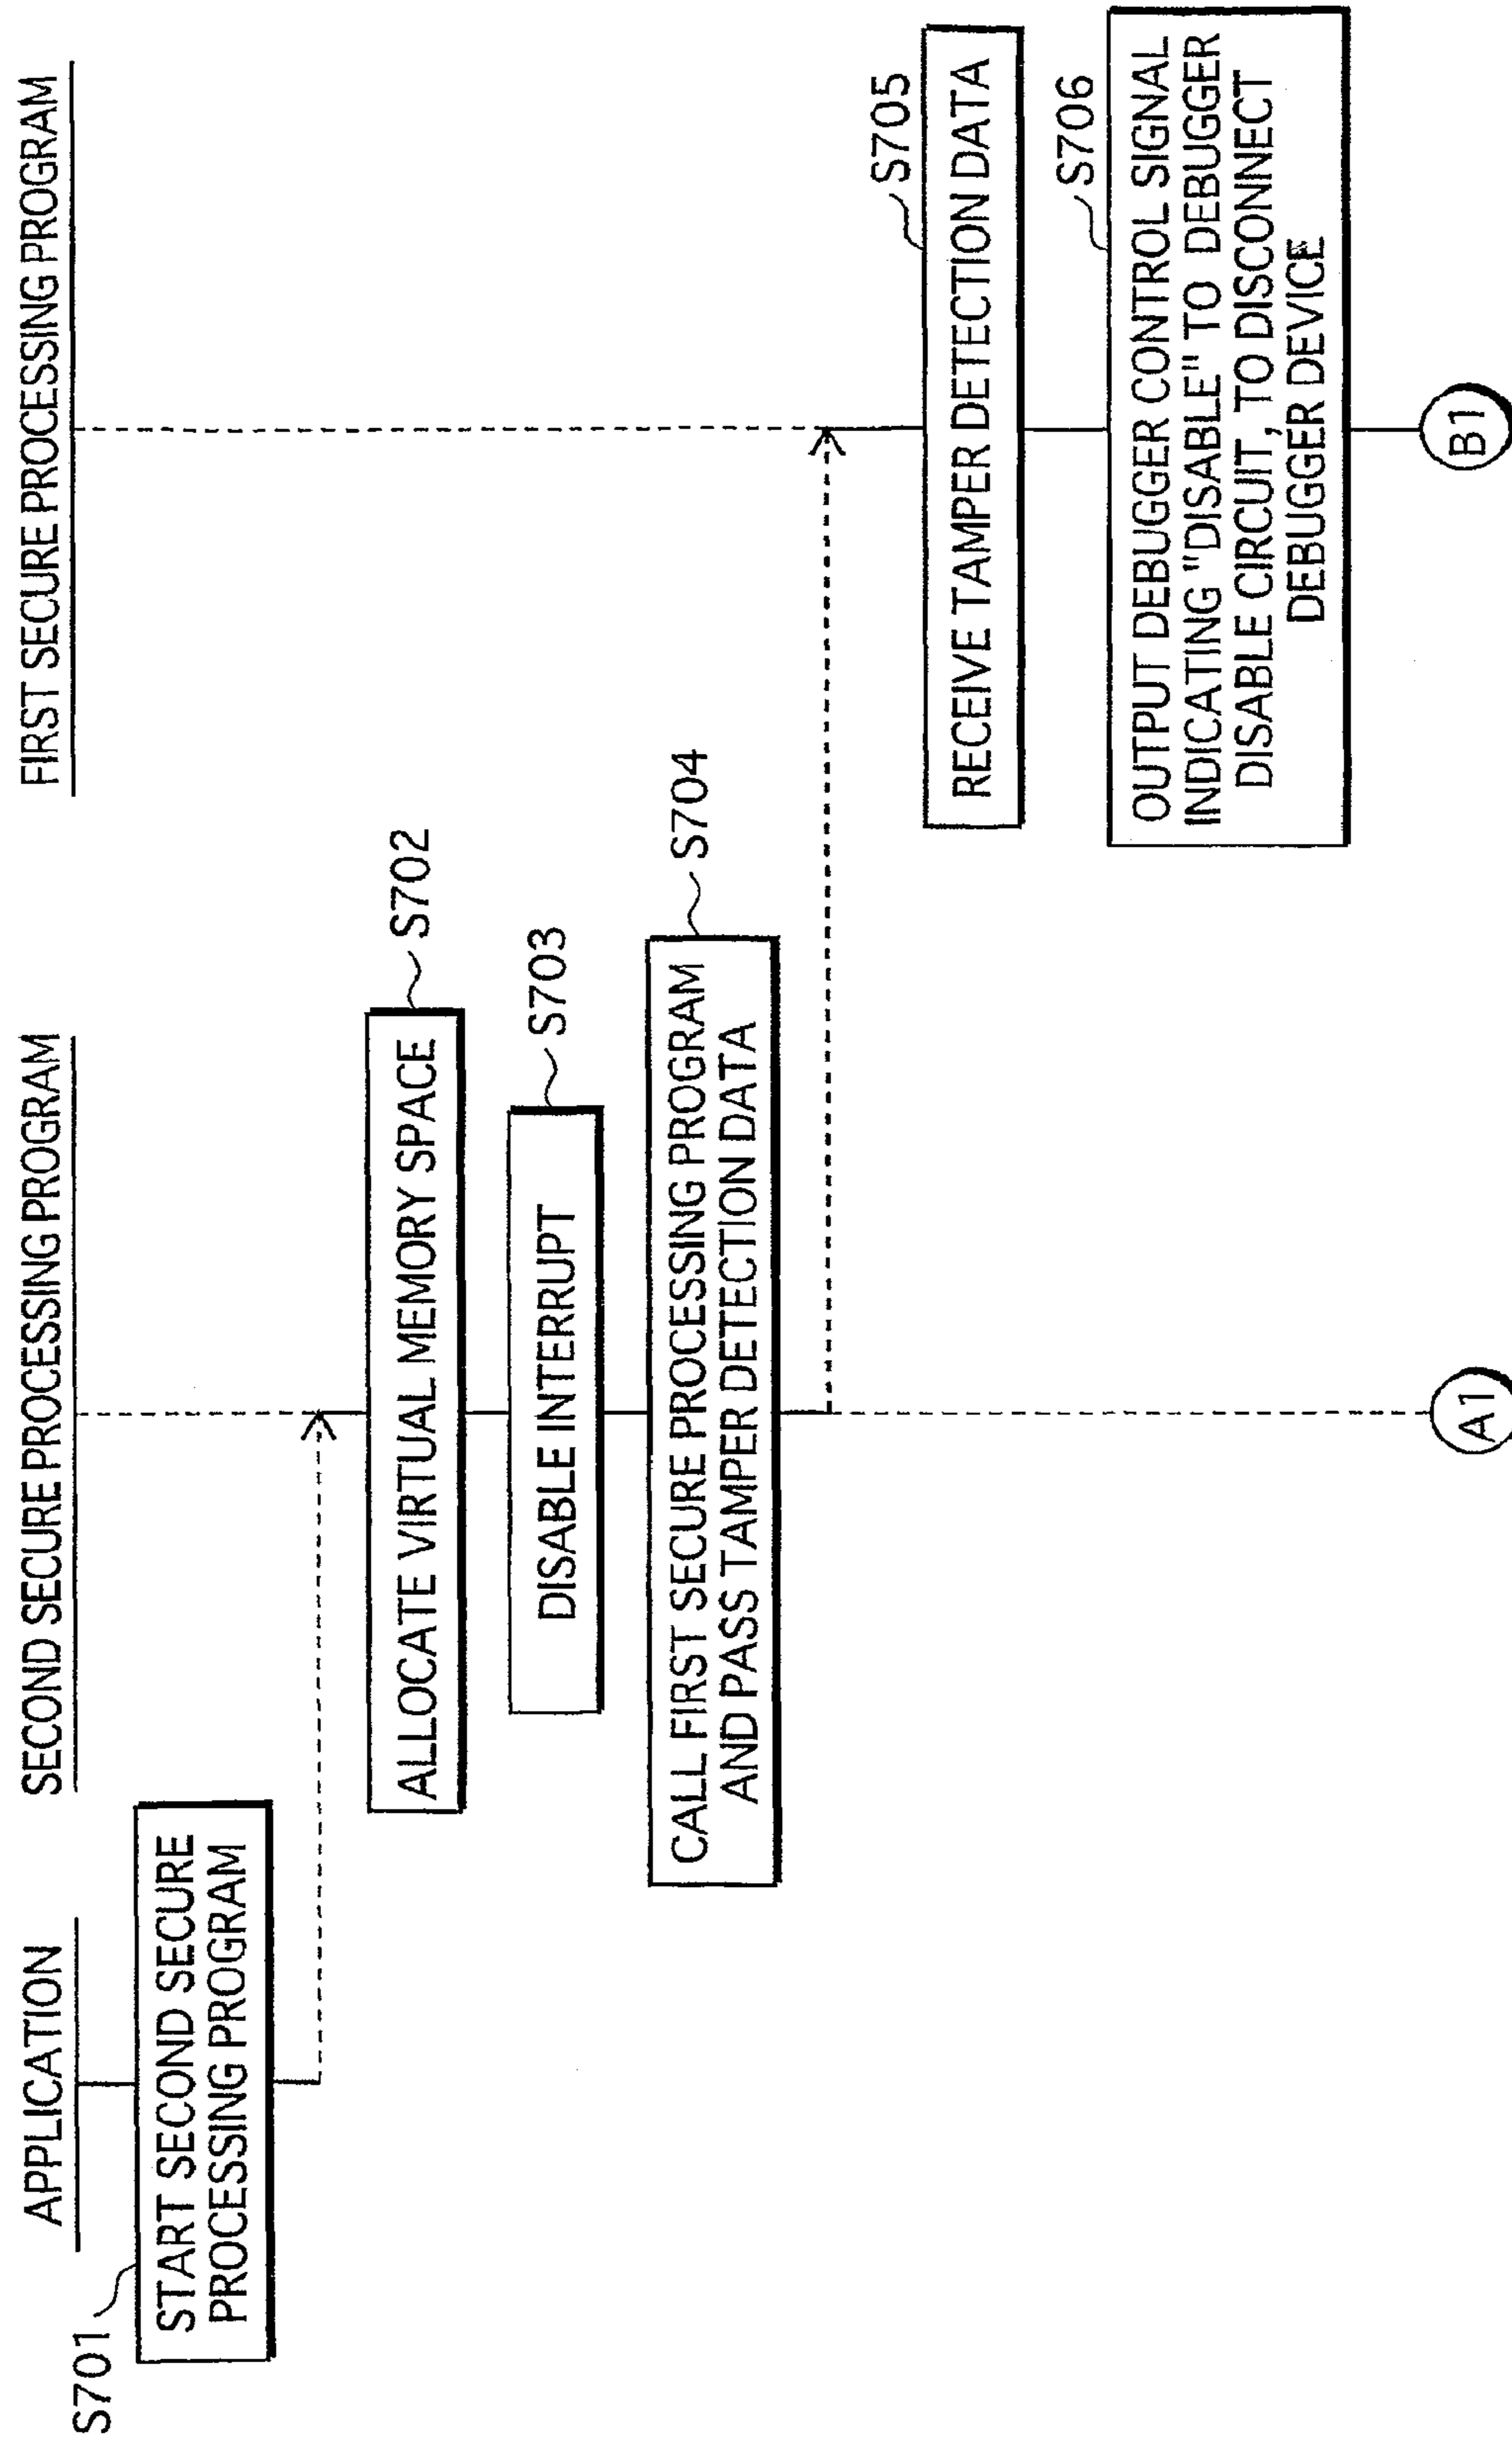 APPLICATION
SECOND SECURE PROCESSING PROGRAM
FIRST SECURE PROCESSING PROGRAM
S701
START SECOND SECURE
PROCESSING PROGRAM
S702
ALLOCATE VIRTUAL MEMORY SPACE
S703
DISABLE INTERRUPT
S704
CALL FIRST SECURE PROCESSING PROGRAM
AND PASS TAMPER DETECTION DATA
S705
RECEIVE TAMPER DETECTION DATA
S706
OUTPUT DEBUGGER CONTROL SIGNAL
INDICATING "DISABLE" TO DEBUGGER
DISABLE CIRCUIT, TO DISCONNECT
DEBUGGER DEVICE
A1
B1